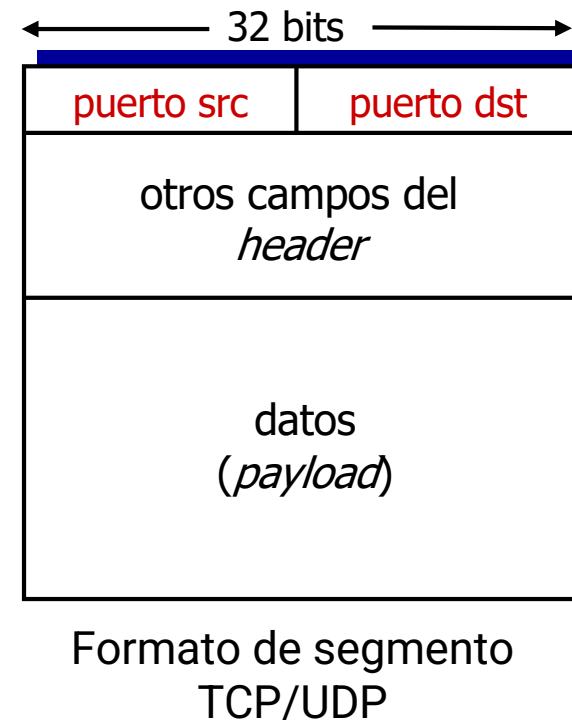 32 bits
puerto src puerto dst
otros campos del
header
datos
(payload)
Formato de segmento
TCP/UDP